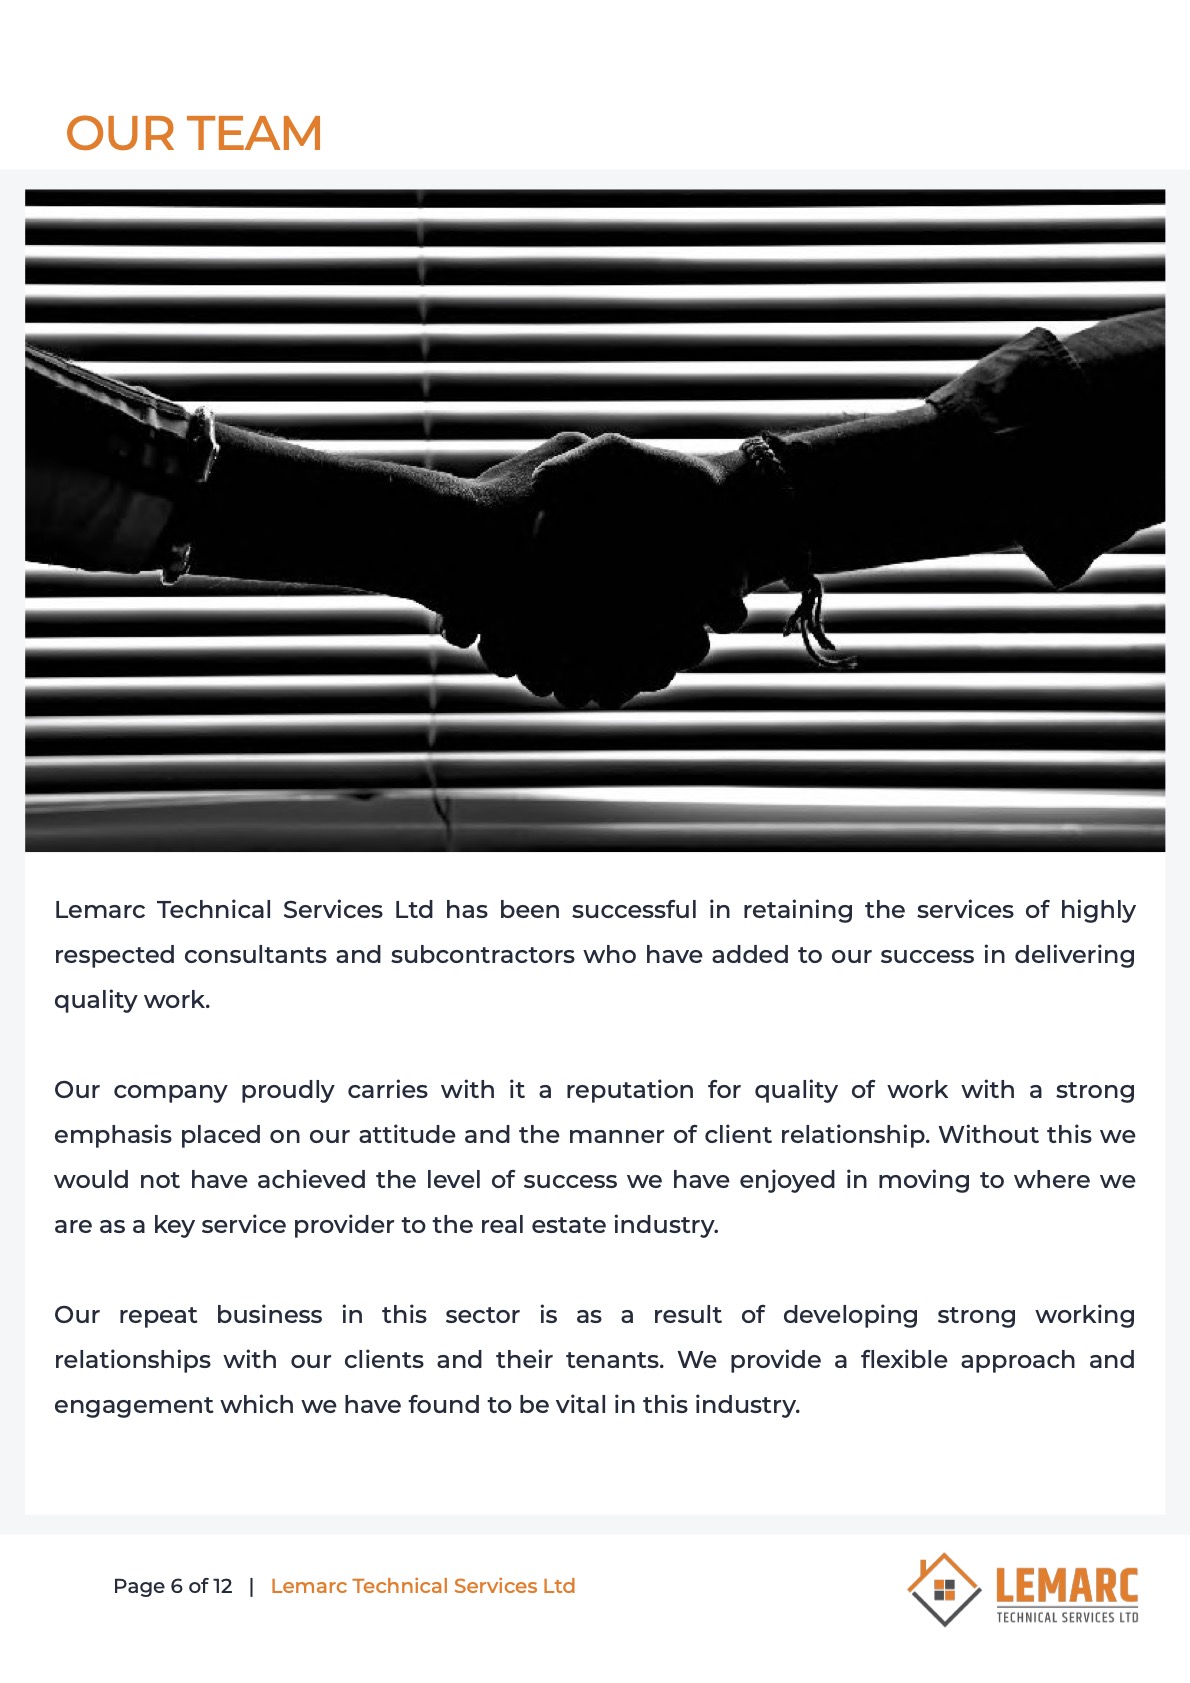 OUR TEAM
Lemarc Technical Services Ltd has been successful in retaining the services of highly
respected consultants and subcontractors who have added to our success in delivering
quality work.
Our company proudly carries with it a reputation for quality of work with a strong
emphasis placed on our attitude and the manner of client relationship. Without this we
would not have achieved the level of success we have enjoyed in moving to where we
are as a key service provider to the real estate industry.
Our repeat business in this sector is as a result of developing strong working
relationships with our clients and their tenants. We provide a flexible approach and
engagement which we have found to be vital in this industry.
Page 6 of 12 | Lemarc Technical Services Ltd
LEMARC
TECHNICAL SERVICES LTD